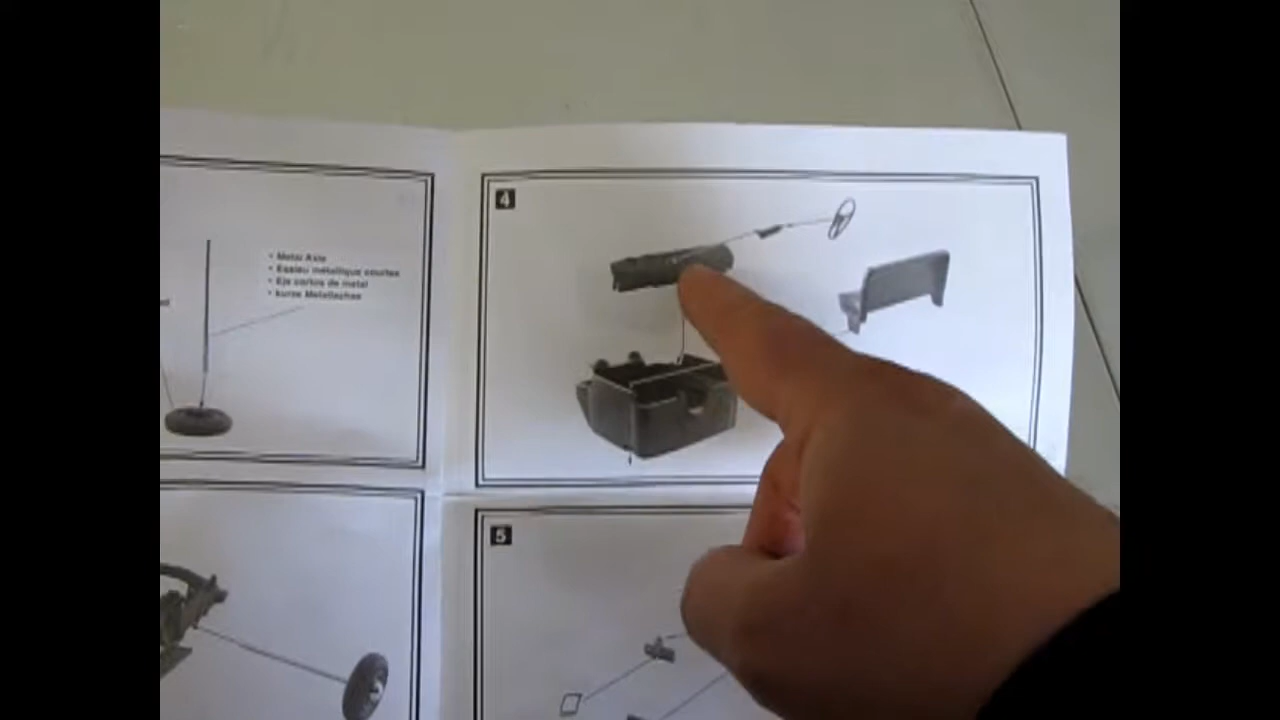 4
• Metal Axle
• Essieu métallique courtes
• Eje cortos de metal
• kurze Metallachse
5